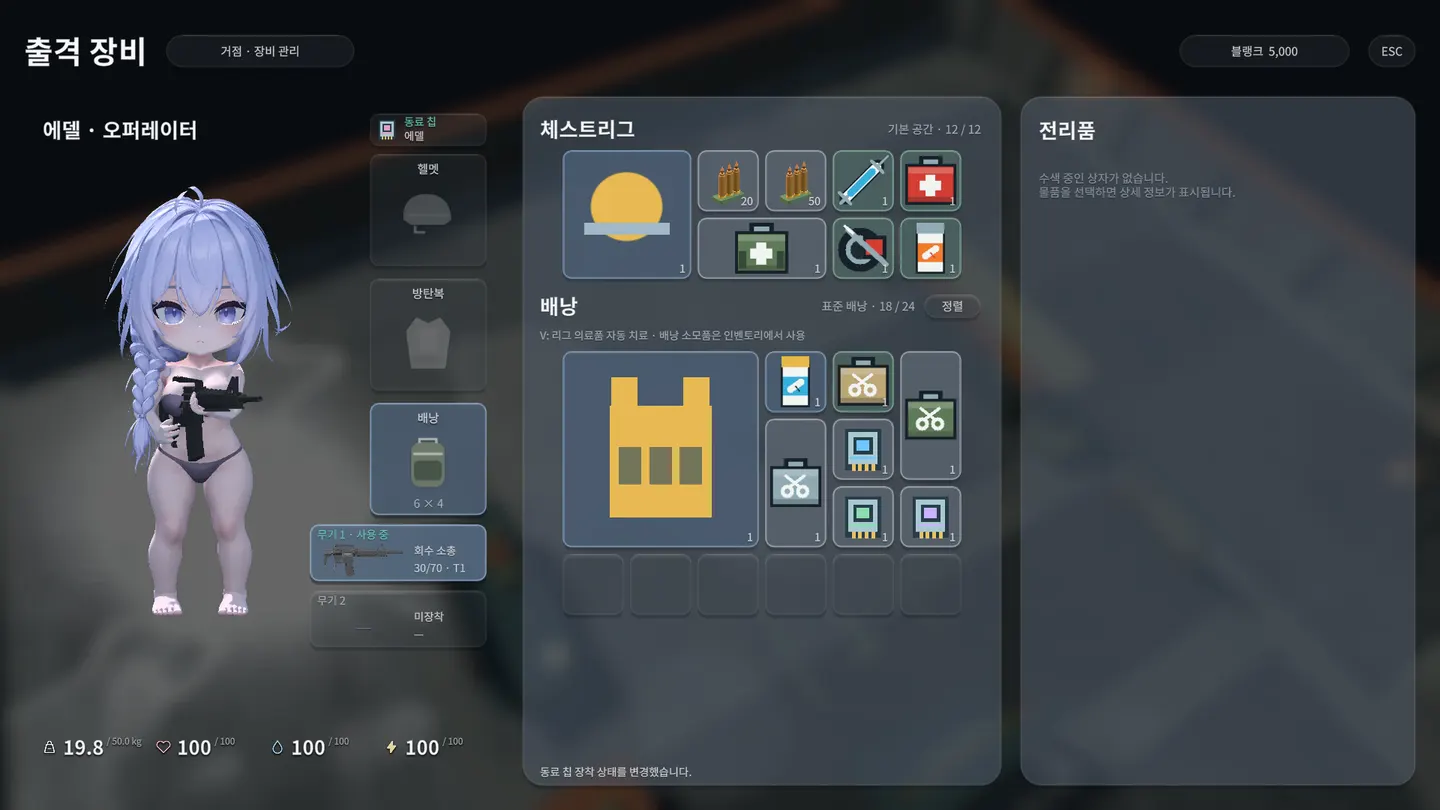 출격 장비
거점 · 장비 관리
블랭크 5,000
ESC
에델 · 오퍼레이터
동료 칩
에델
헬멧
방탄복
배낭
6 × 4
무기 1 · 사용 중
회수 소총
30/70 · T1
무기 2
미장착
—
19.8 / 50.0 kg
100 / 100
100 / 100
100 / 100
체스트리그
기본 공간 · 12 / 12
1
20
50
1
1
1
1
1
배낭
표준 배낭 · 18 / 24
정렬
V: 리그 의료품 자동 치료 · 배낭 소모품은 인벤토리에서 사용
1
1
1
1
1
1
1
1
동료 칩 장착 상태를 변경했습니다.
전리품
수색 중인 상자가 없습니다.
물품을 선택하면 상세 정보가 표시됩니다.